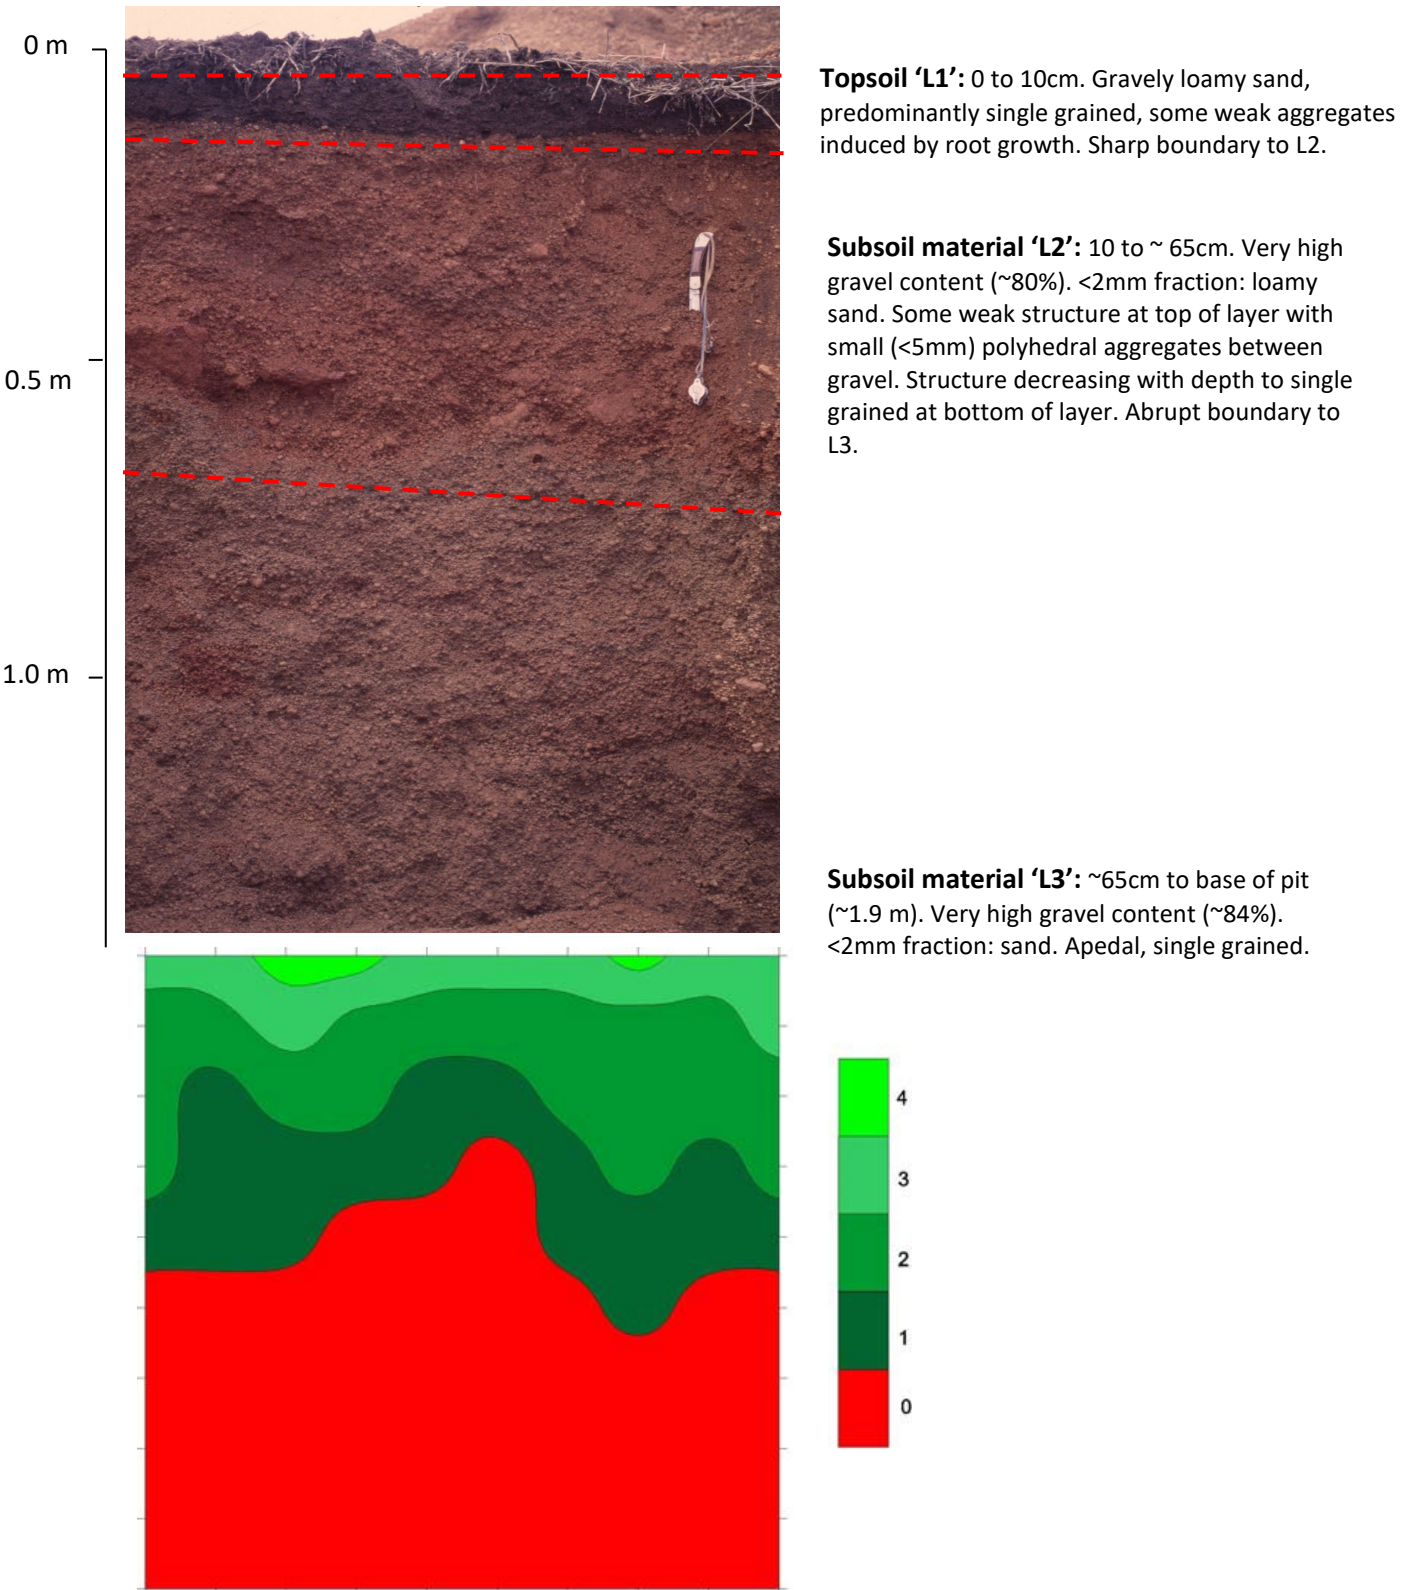 0 m
0.5 m
1.0 m
Topsoil ‘L1’: 0 to 10cm. Gravely loamy sand,
predominantly single grained, some weak aggregates
induced by root growth. Sharp boundary to L2.
Subsoil material ‘L2’: 10 to ~ 65cm. Very high
gravel content (~80%). <2mm fraction: loamy
sand. Some weak structure at top of layer with
small (<5mm) polyhedral aggregates between
gravel. Structure decreasing with depth to single
grained at bottom of layer. Abrupt boundary to
L3.
Subsoil material ‘L3’: ~65cm to base of pit
(~1.9 m). Very high gravel content (~84%).
<2mm fraction: sand. Apedal, single grained.
4
3
2
1
0